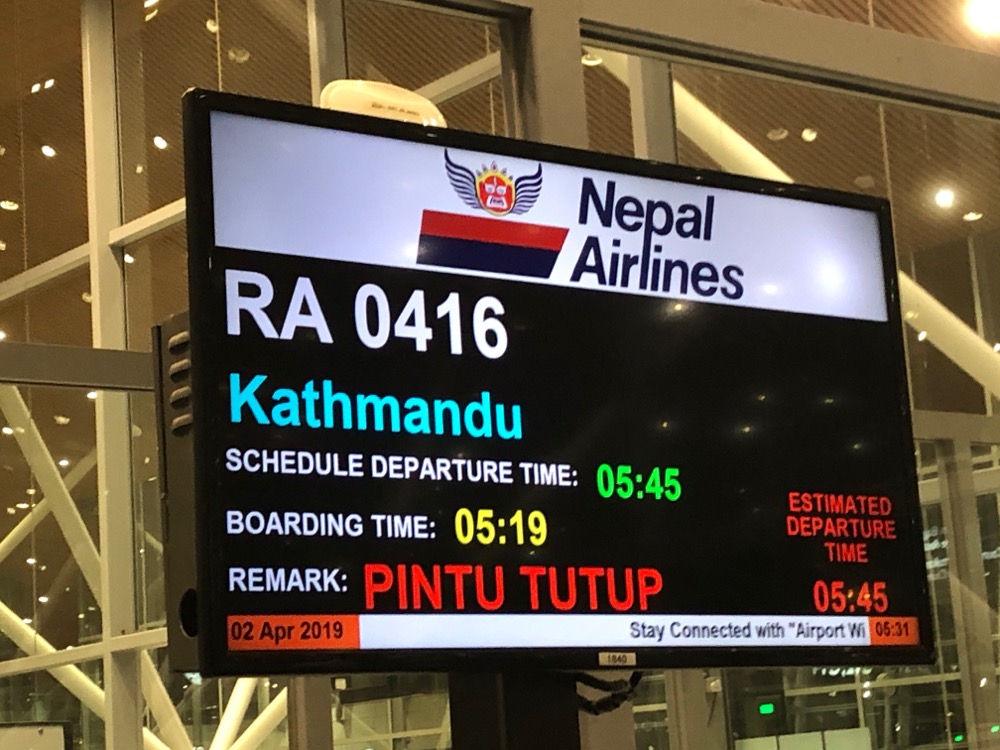 Nepal
Airlines
RA 0416
Kathmandu
SCHEDULE DEPARTURE TIME: 05:45
BOARDING TIME: 05:19
ESTIMATED
DEPARTURE
TIME
05:45
REMARK: PINTU TUTUP
02 Apr 2019 Stay Connected with "Airport Wi 05:31
1840